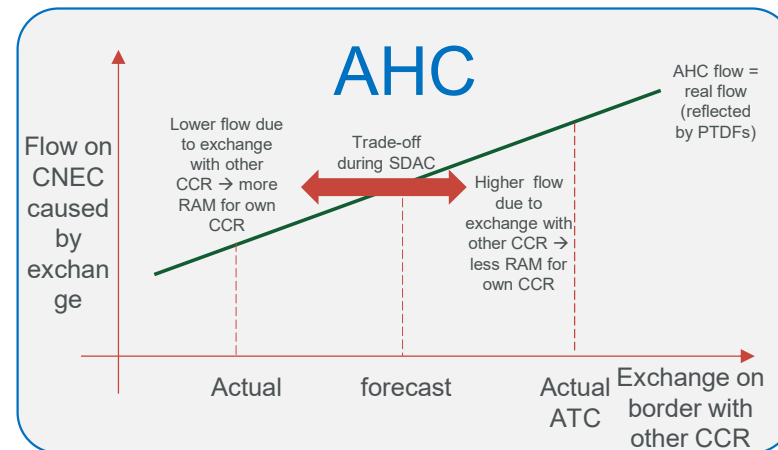 AHC
Flow on
CNEC
caused
by
exchan
ge
Lower flow due
to exchange
with other
CCR → more
RAM for own
CCR
Trade-off
during SDAC
Higher flow
due to
exchange with
other CCR →
less RAM for
own CCR
AHC flow =
real flow
(reflected
by PTDFs)
Actual
forecast
Actual
ATC
Exchange on
border with
other CCR